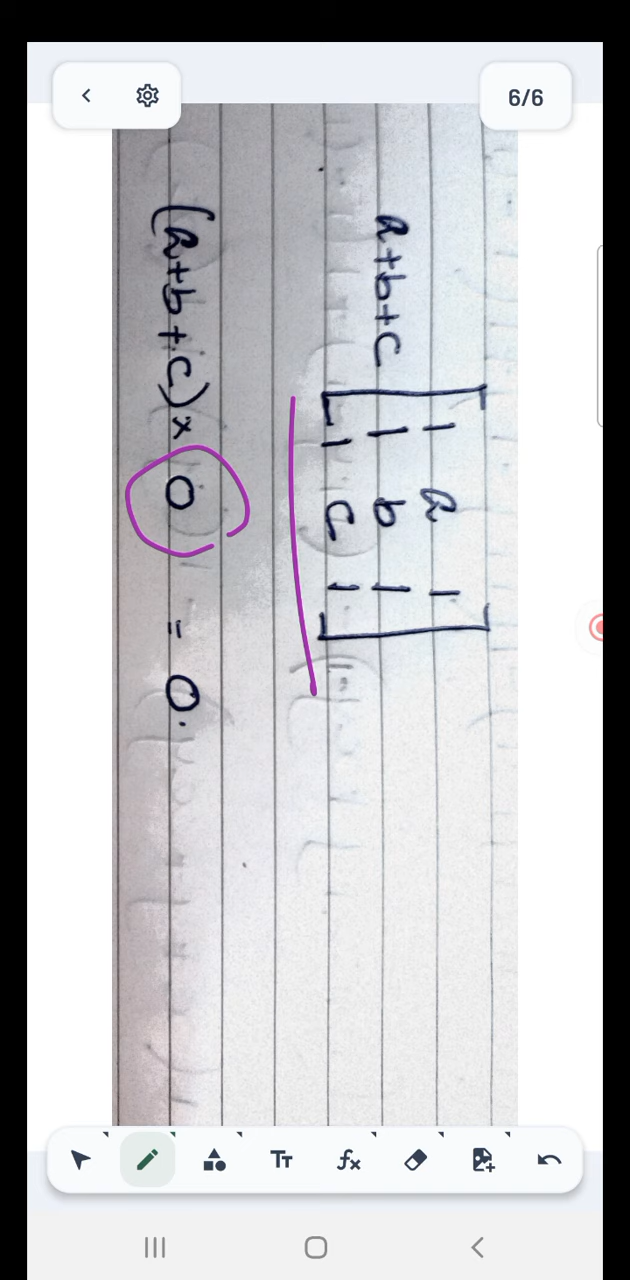 6/6
1 a 1
a+b+c 1 b 1
1 c 1
(a+b+c) x 0 = 0.
Tт
fx